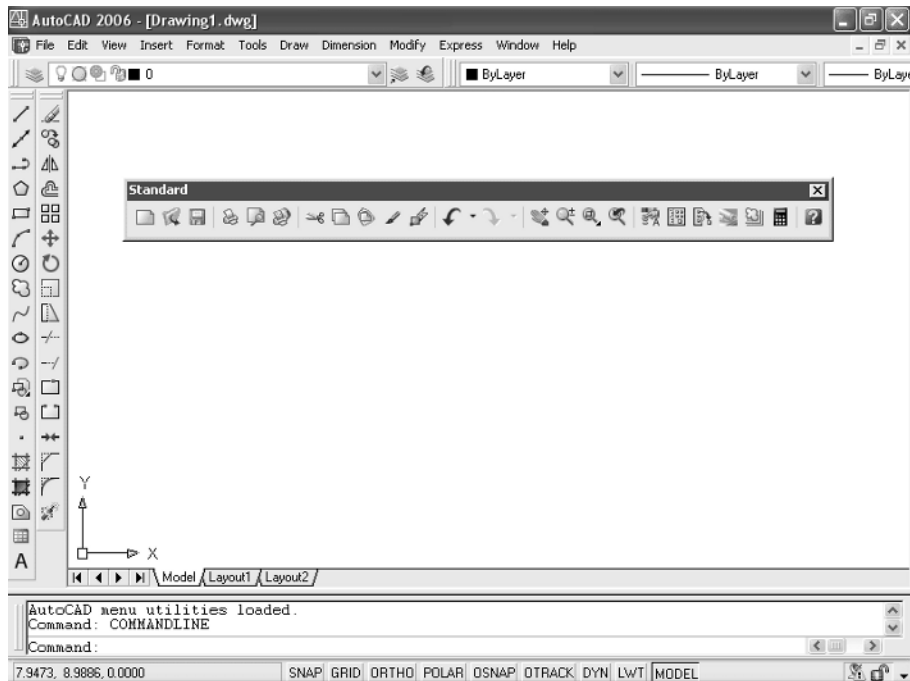 AutoCAD 2006 - [Drawing1.dwg]
File Edit View Insert Format Tools Draw Dimension Modify Express Window Help
0 ByLayer ByLayer ByLaye
Standard
Y
X
A
Model Layout1 Layout2
AutoCAD menu utilities loaded.
Command: COMMANDLINE
Command:
7.9473, 8.9886, 0.0000 SNAP GRID ORTHO POLAR OSNAP OTRACK DYN LWT MODEL